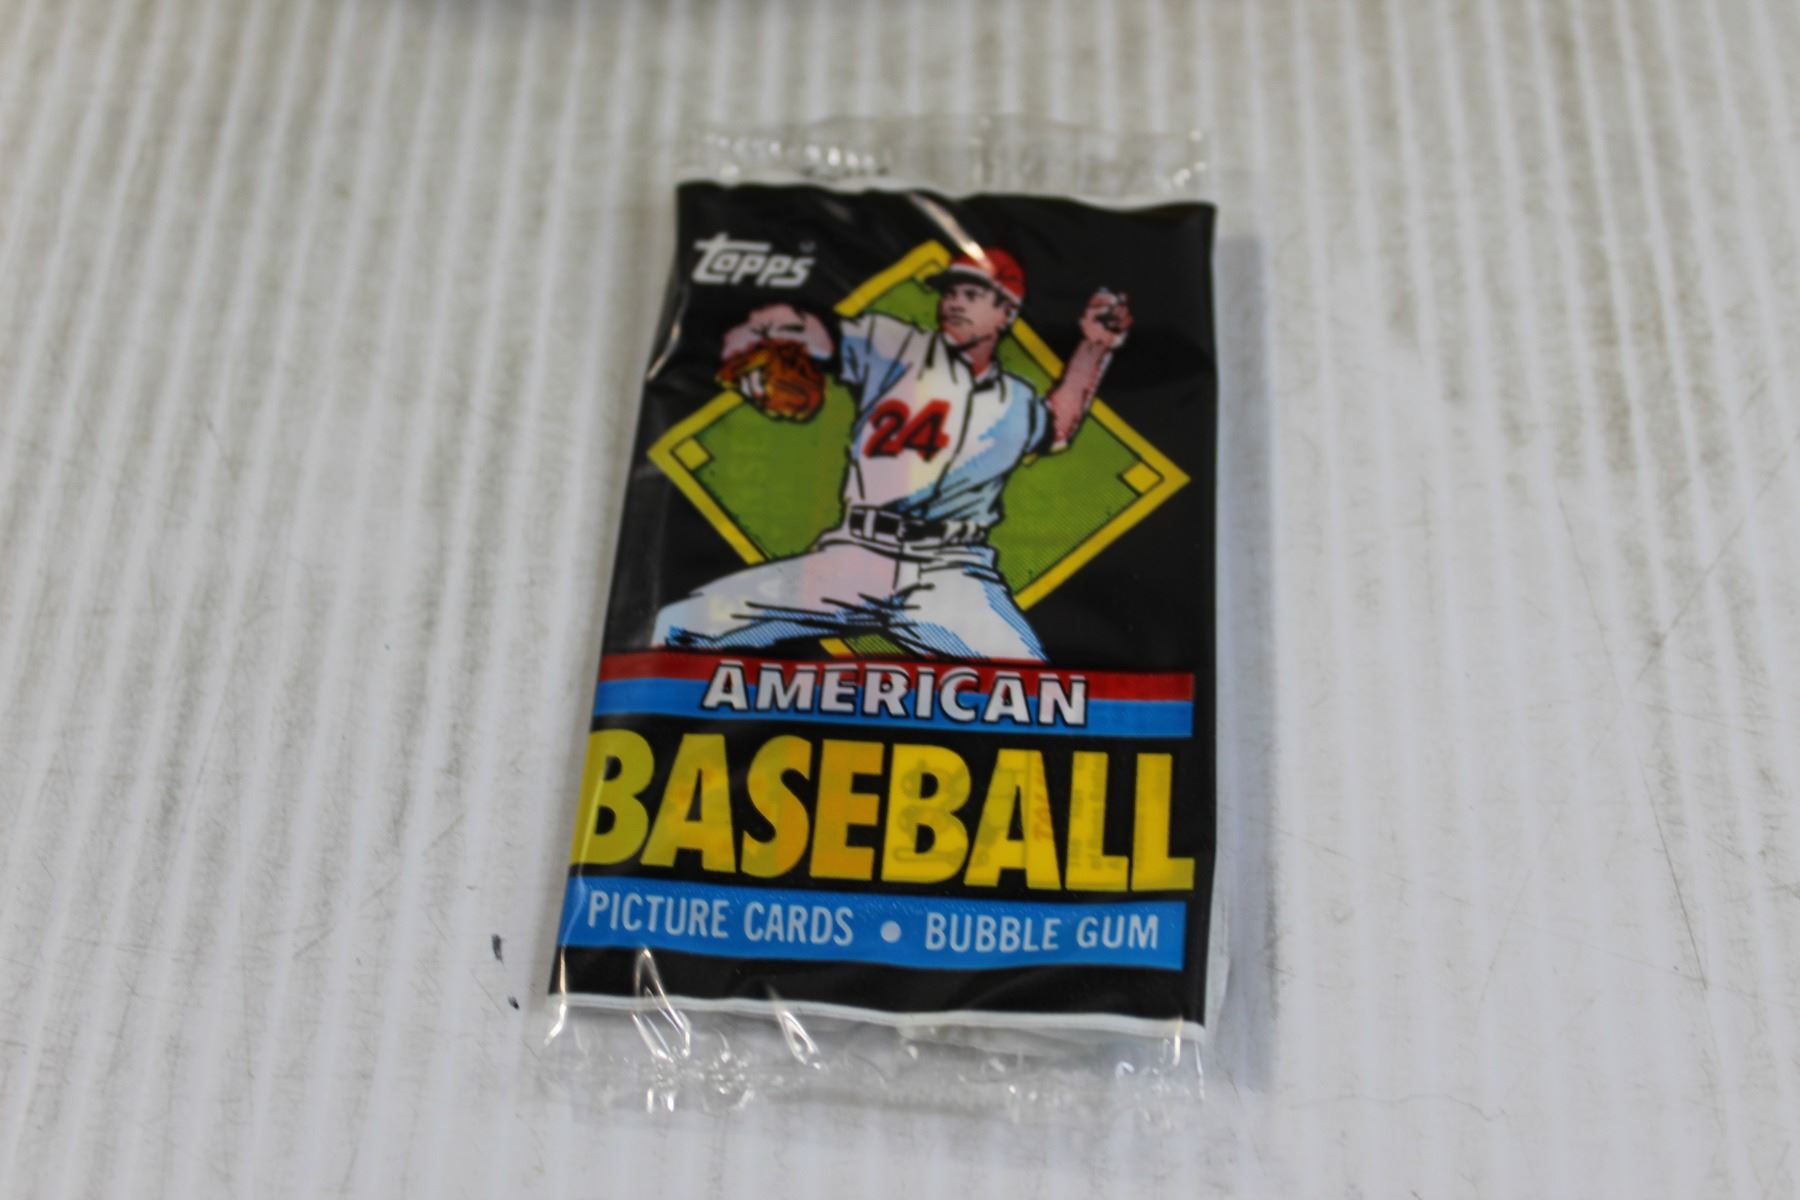 Topps
24
AMERICAN
BASEBALL
PICTURE CARDS • BUBBLE GUM